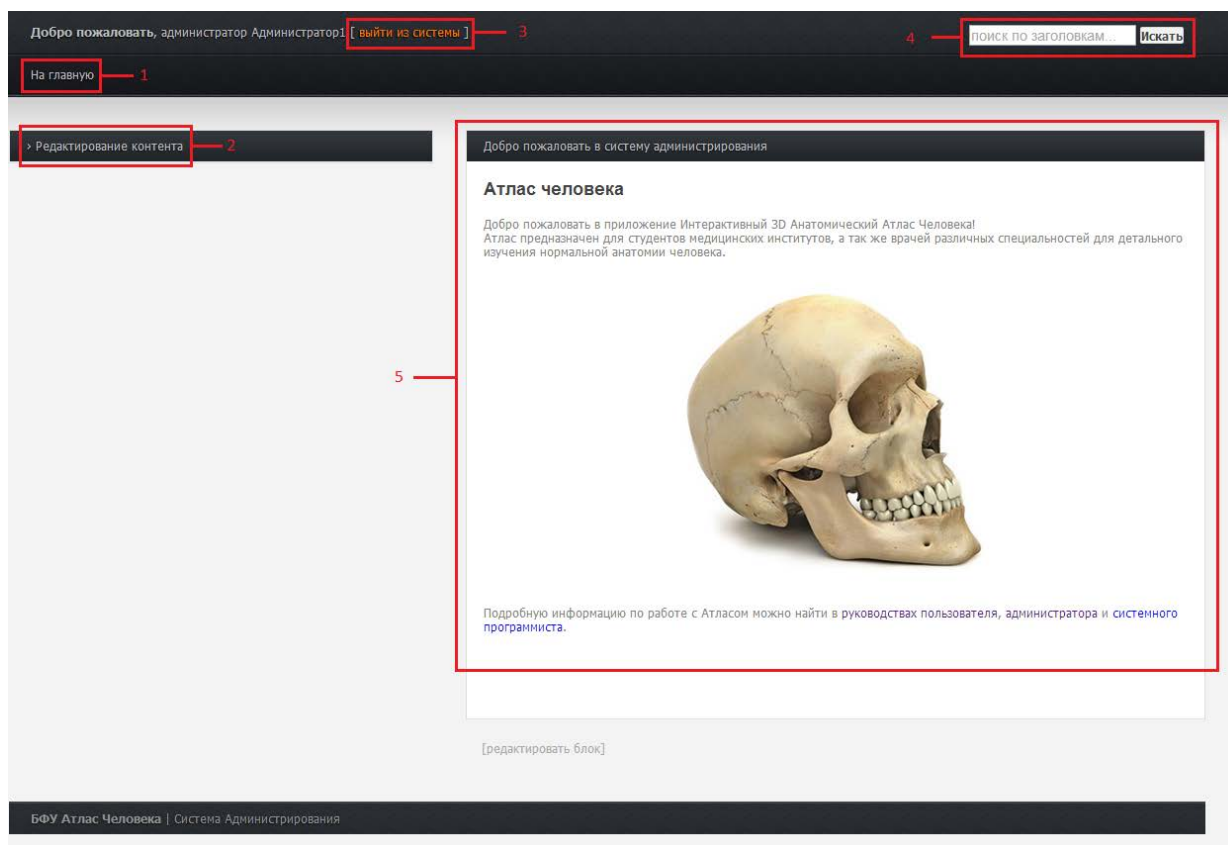 Добро пожаловать, администратор Администратор1 [ выйти из системы ] 3
4 поиск по заголовкам... Искать
На главную 1
› Редактирование контента 2
Добро пожаловать в систему администрирования
Атлас человека
Добро пожаловать в приложение Интерактивный 3D Анатомический Атлас Человека!
Атлас предназначен для студентов медицинских институтов, а так же врачей различных специальностей для детального
изучения нормальной анатомии человека.
5
Подробную информацию по работе с Атласом можно найти в руководствах пользователя, администратора и системного
программиста.
[редактировать блок]
БФУ Атлас Человека | Система Администрирования